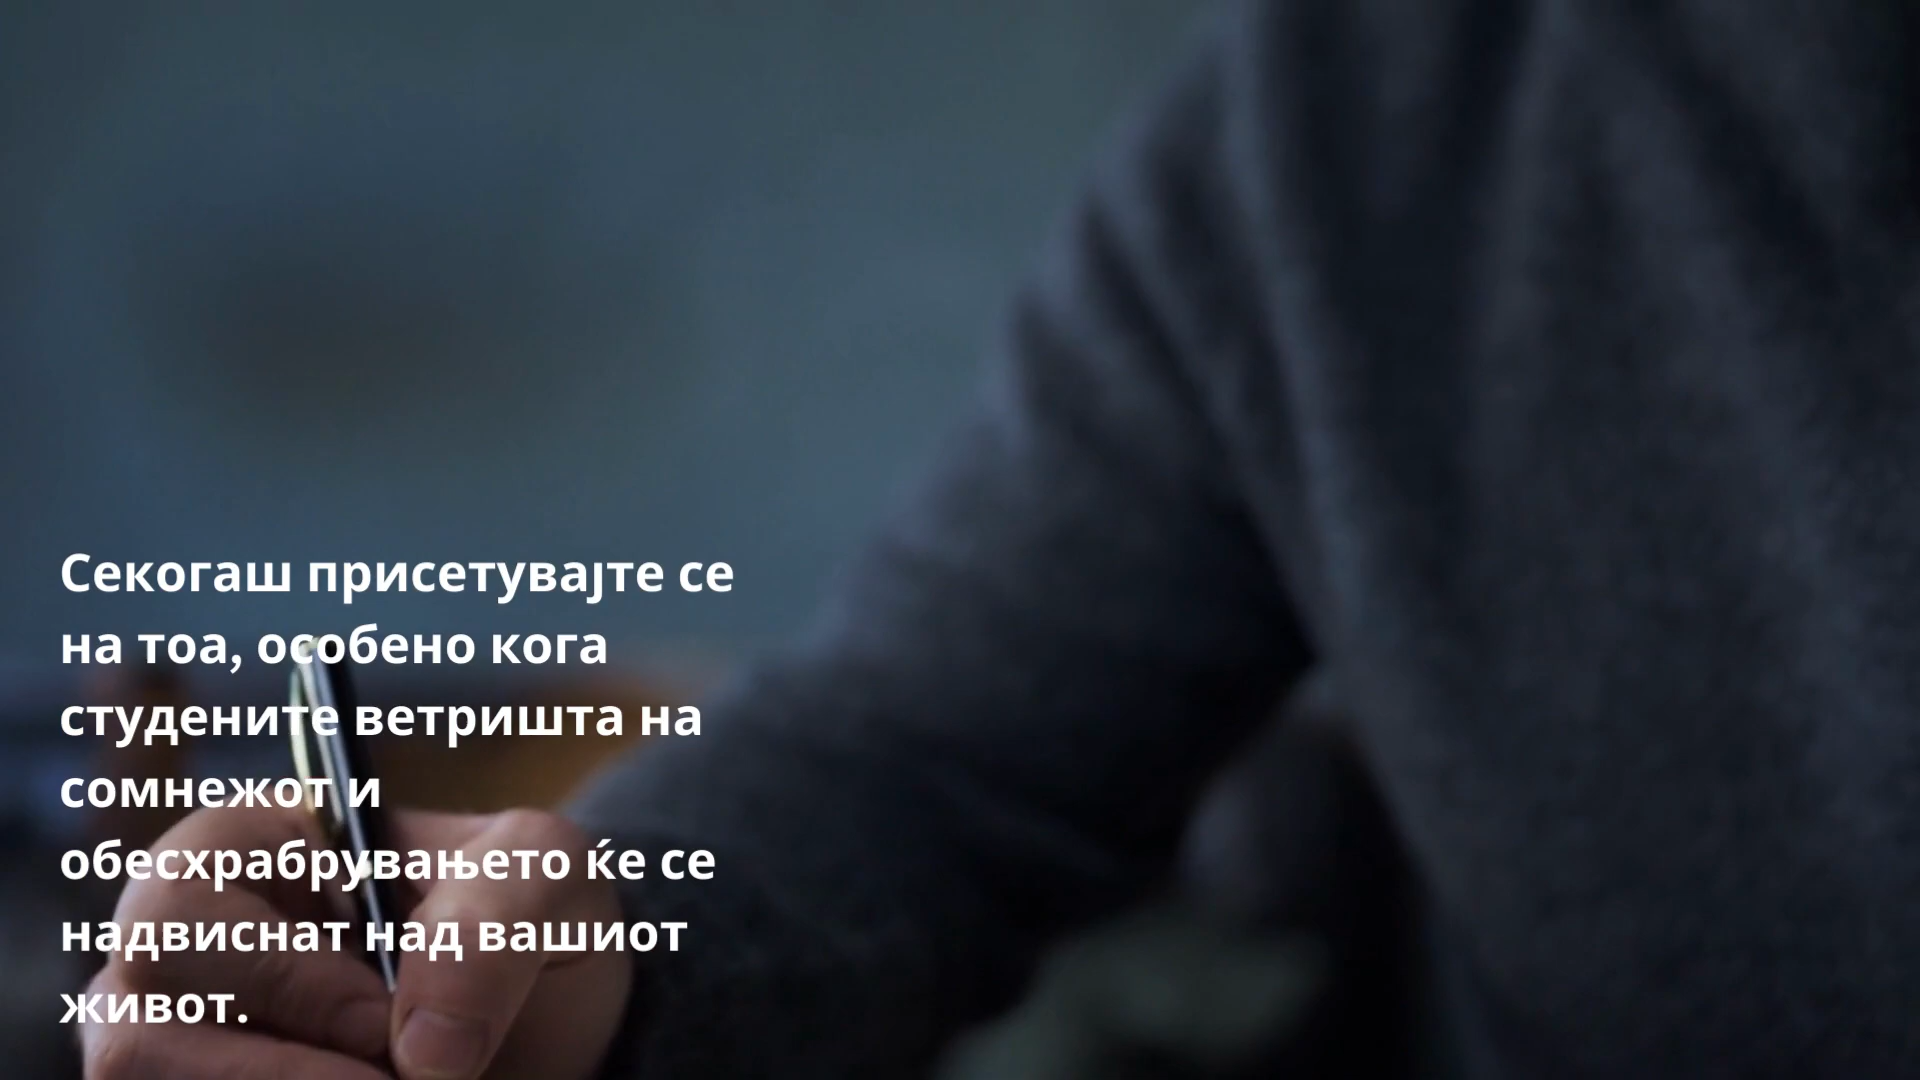 Секогаш присетувајте се
на тоа, особено кога
студените ветришта на
сомнежот и
обесхрабрувањето ќе се
надвиснат над вашиот
живот.